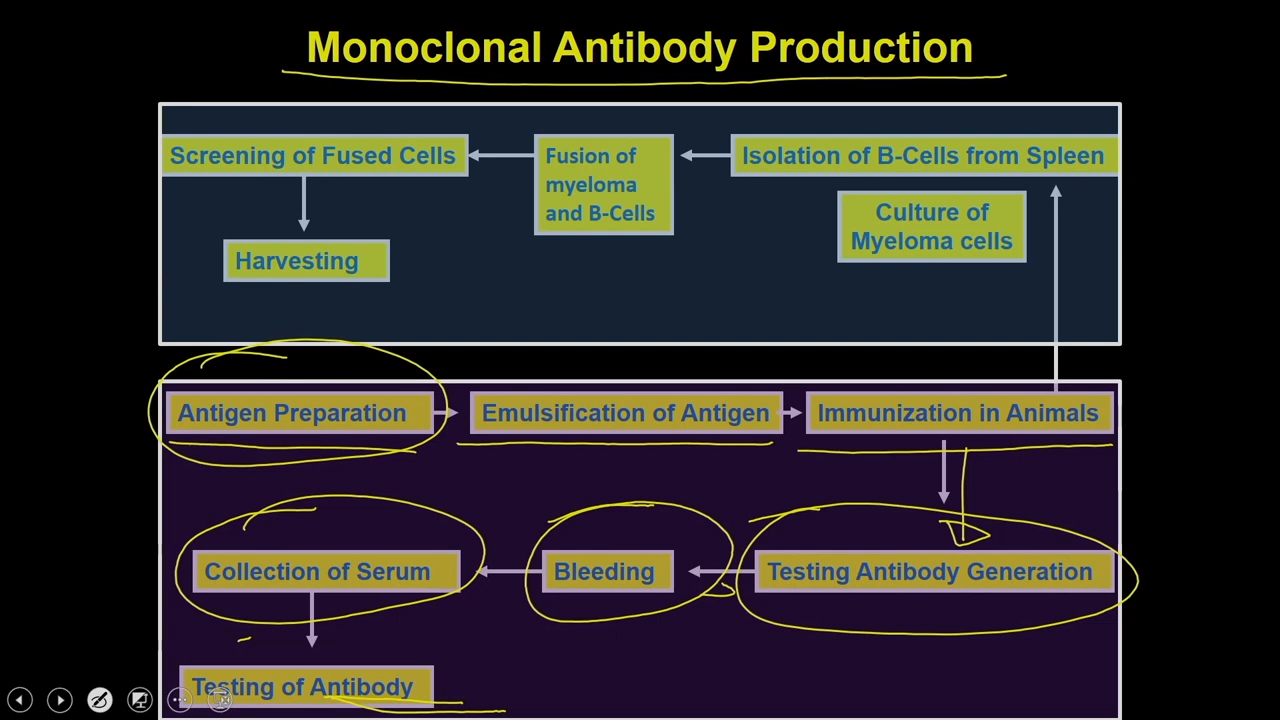 Monoclonal Antibody Production
Screening of Fused Cells
Fusion of
myeloma
and B-Cells
Isolation of B-Cells from Spleen
Culture of
Myeloma cells
Harvesting
Antigen Preparation
Emulsification of Antigen
Immunization in Animals
Collection of Serum
Bleeding
Testing Antibody Generation
Testing of Antibody